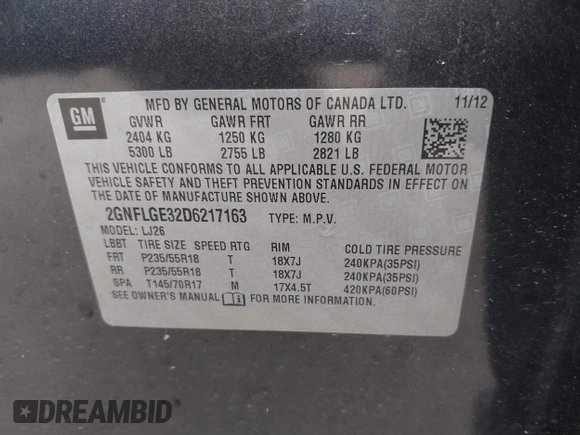 GM
MFD BY GENERAL MOTORS OF CANADA LTD. 11/12
GVWR GAWR FRT GAWR RR
2404 KG 1250 KG 1280 KG
5300 LB 2755 LB 2821 LB
THIS VEHICLE CONFORMS TO ALL APPLICABLE U.S. FEDERAL MOTOR
VEHICLE SAFETY AND THEFT PREVENTION STANDARDS IN EFFECT ON
THE DATE OF MANUFACTURE SHOWN ABOVE.
2GNFLGE32D6217163 TYPE: M.P.V.
MODEL: LJ26
LBBT TIRE SIZE SPEED RTG RIM COLD TIRE PRESSURE
FRT P235/55R18 T 18X7J 240KPA(35PSI)
RR P235/55R18 T 18X7J 240KPA(35PSI)
SPA T145/70R17 M 17X4.5T 420KPA(60PSI)
SEE OWNER'S MANUAL FOR MORE INFORMATION.
DREAMBID